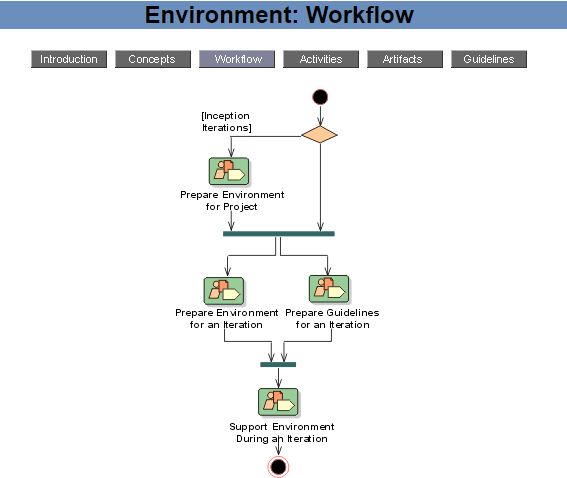 Environment: Workflow
Introduction
Concepts
Workflow
Activities
Artifacts
Guidelines
[Inception
Iterations]
Prepare Environment
for Project
Prepare Environment
for an Iteration
Prepare Guidelines
for an Iteration
Support Environment
During an Iteration